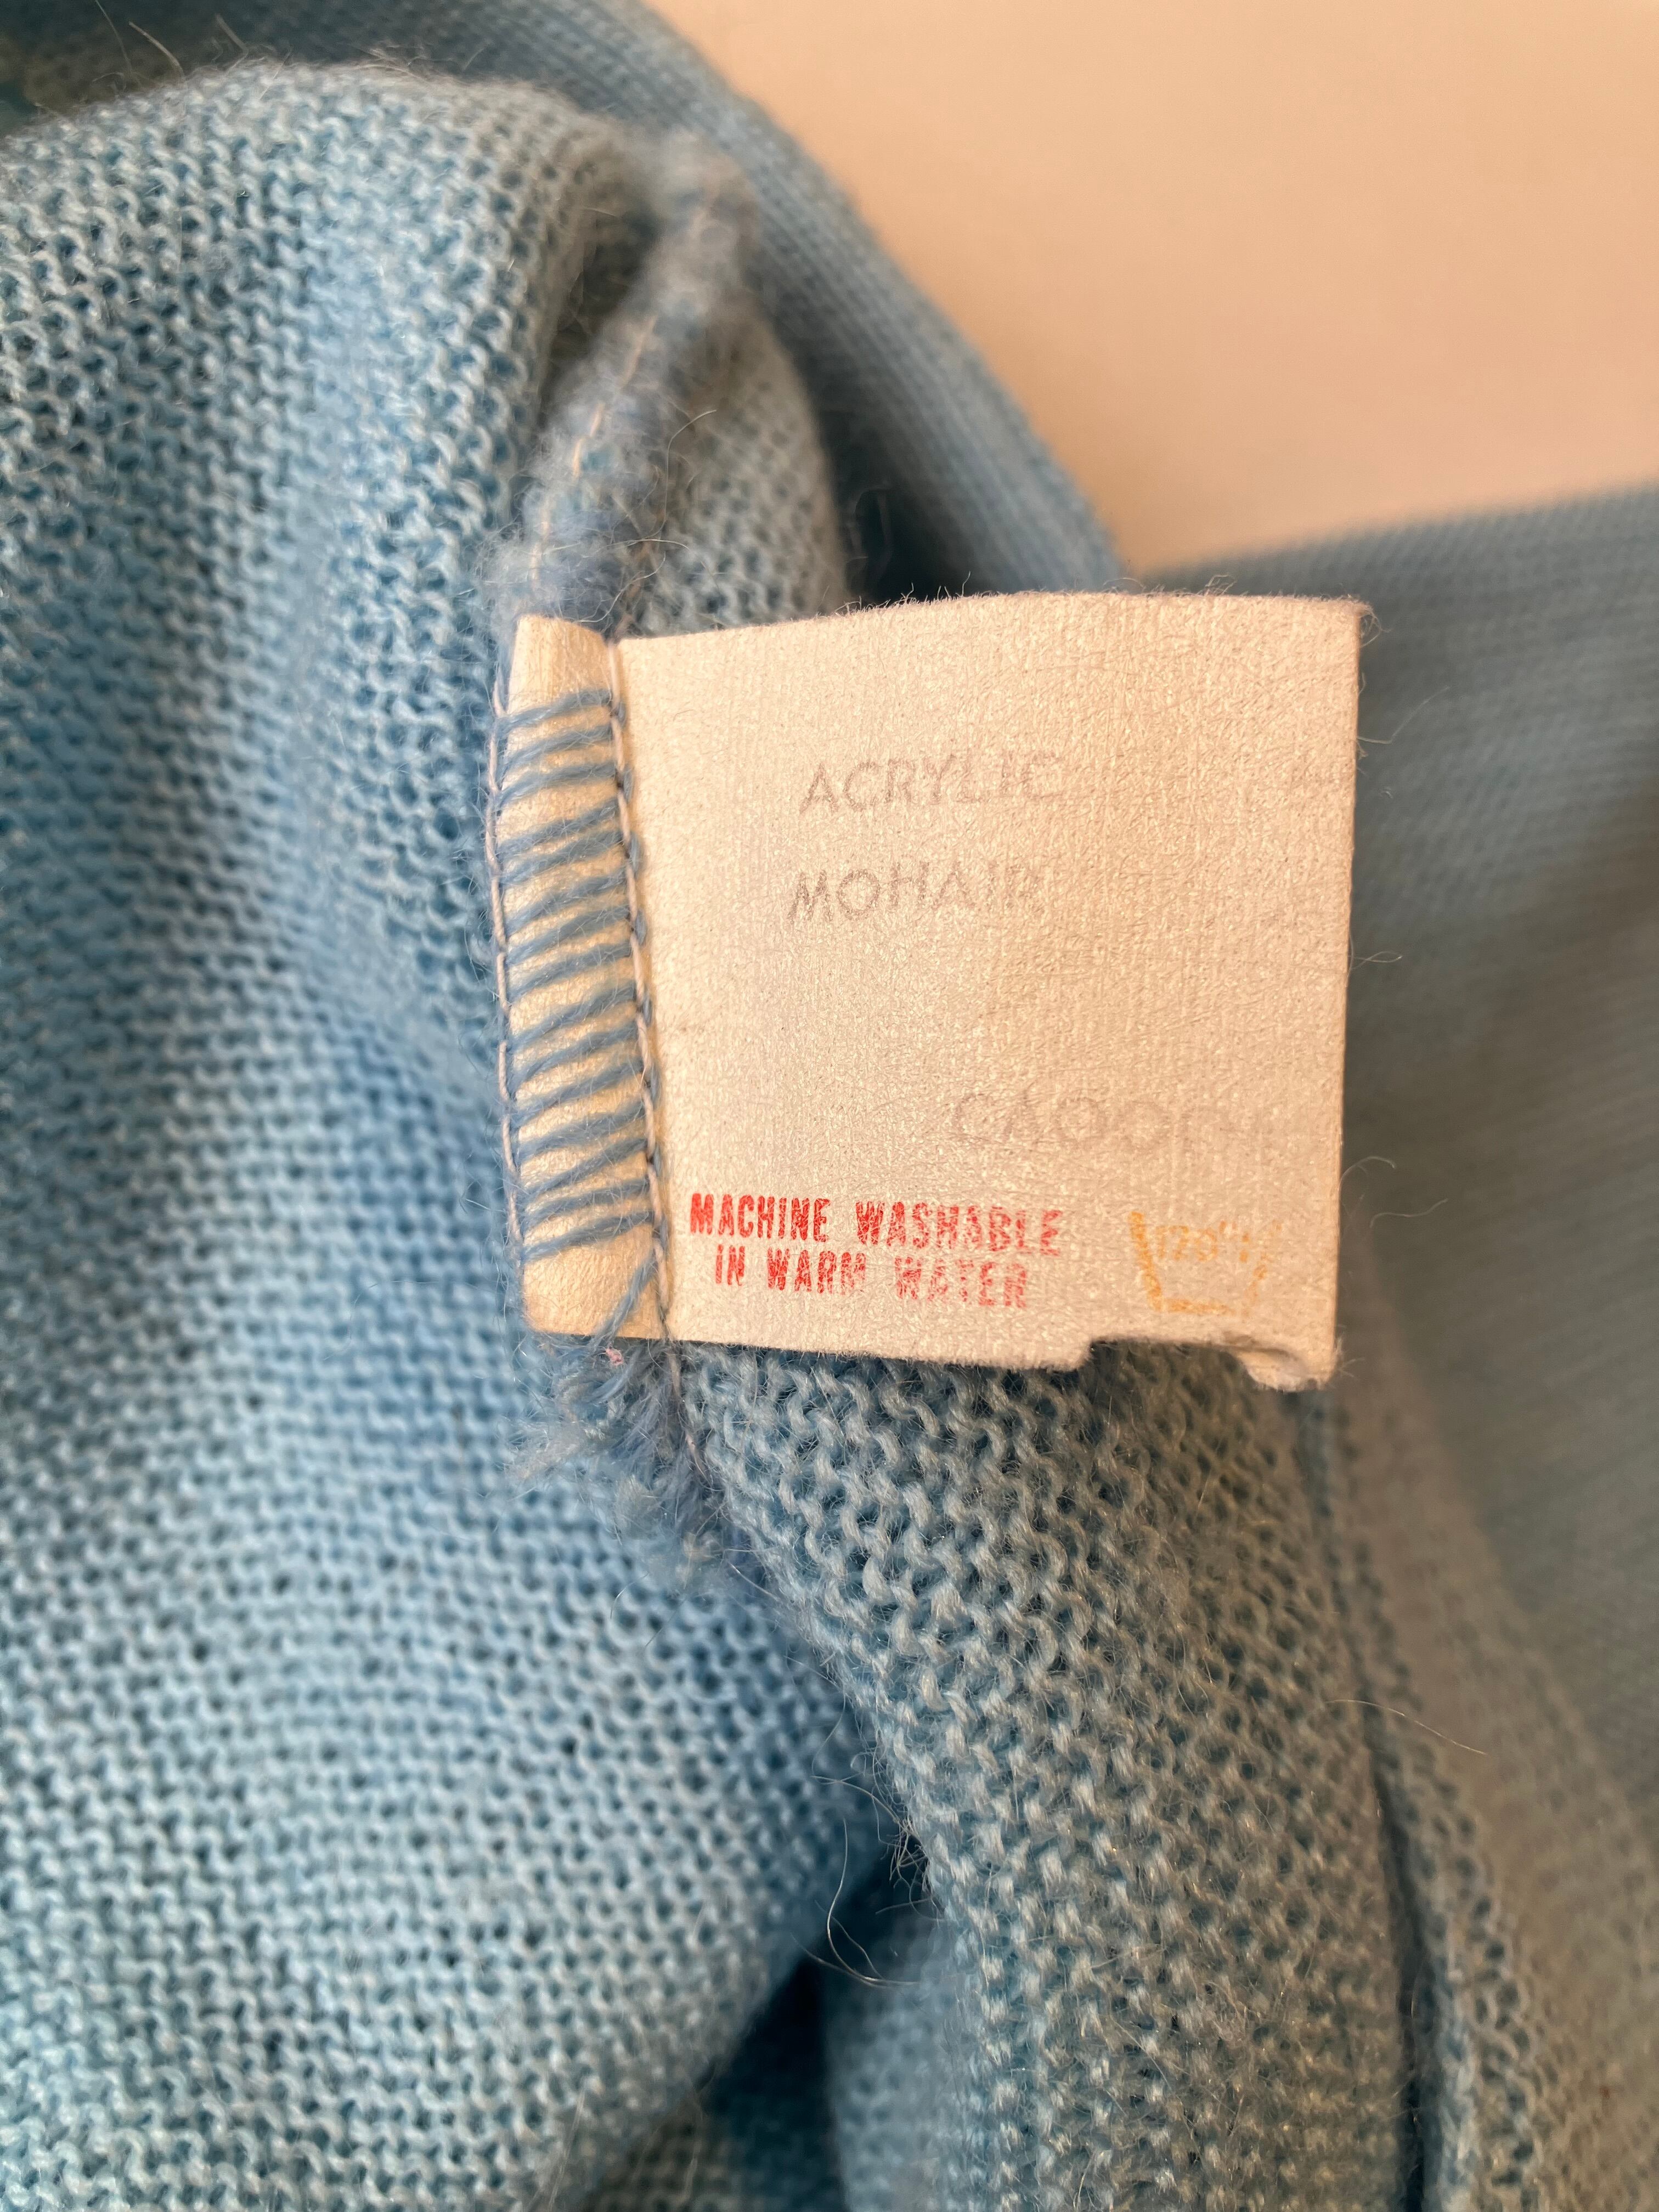 ACRYLIC
MOHAIR
MACHINE WASHABLE
IN WARM WATER